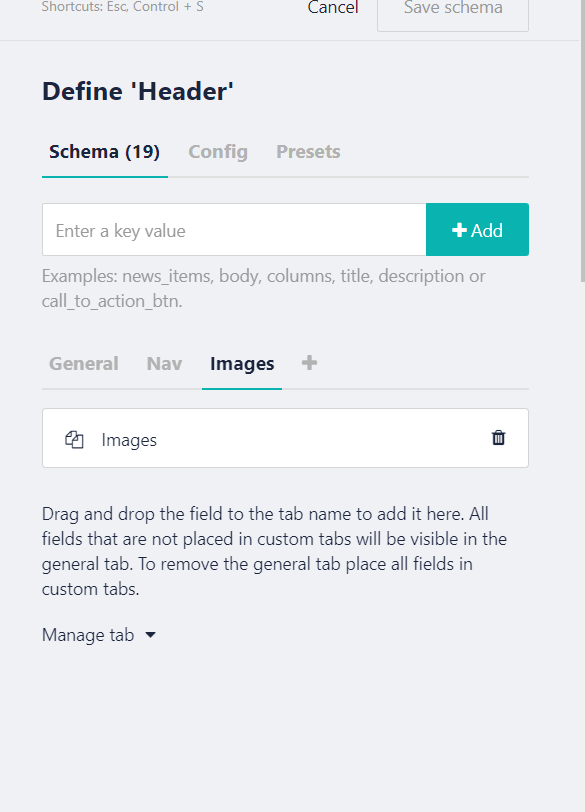 Shortcuts: Esc, Control + S
Cancel
Save schema
Define 'Header'
Schema (19) Config Presets
Enter a key value
+ Add
Examples: news_items, body, columns, title, description or
call_to_action_btn.
General Nav Images +
Images
Drag and drop the field to the tab name to add it here. All
fields that are not placed in custom tabs will be visible in the
general tab. To remove the general tab place all fields in
custom tabs.
Manage tab